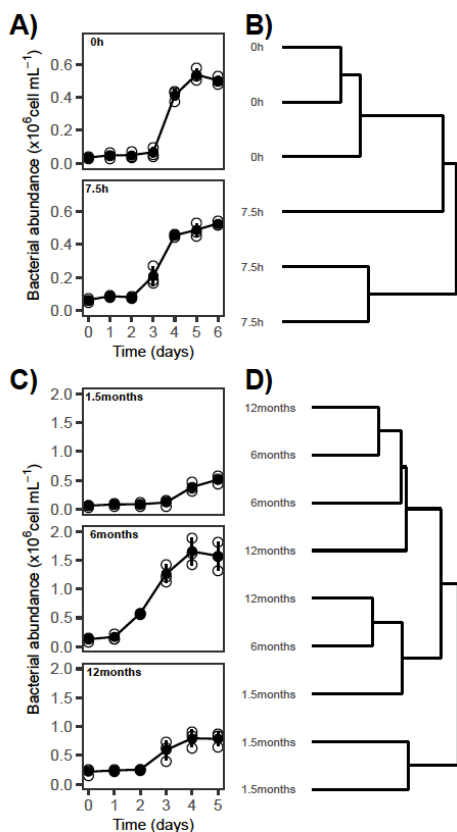 A)
0h
0.6
0.4
0.2
0.0
7.5h
0.6
0.4
0.2
0.0
0 1 2 3 4 5 6
Time (days)
Bacterial abundance (x10⁶cell mL⁻¹)
B)
0h
0h
0h
7.5h
7.5h
7.5h
C)
1.5months
2.0
1.5
1.0
0.5
0.0
6months
2.0
1.5
1.0
0.5
0.0
12months
2.0
1.5
1.0
0.5
0.0
0 1 2 3 4 5
Time (days)
Bacterial abundance (x10⁶cell mL⁻¹)
D)
12months
6months
6months
12months
12months
6months
1.5months
1.5months
1.5months